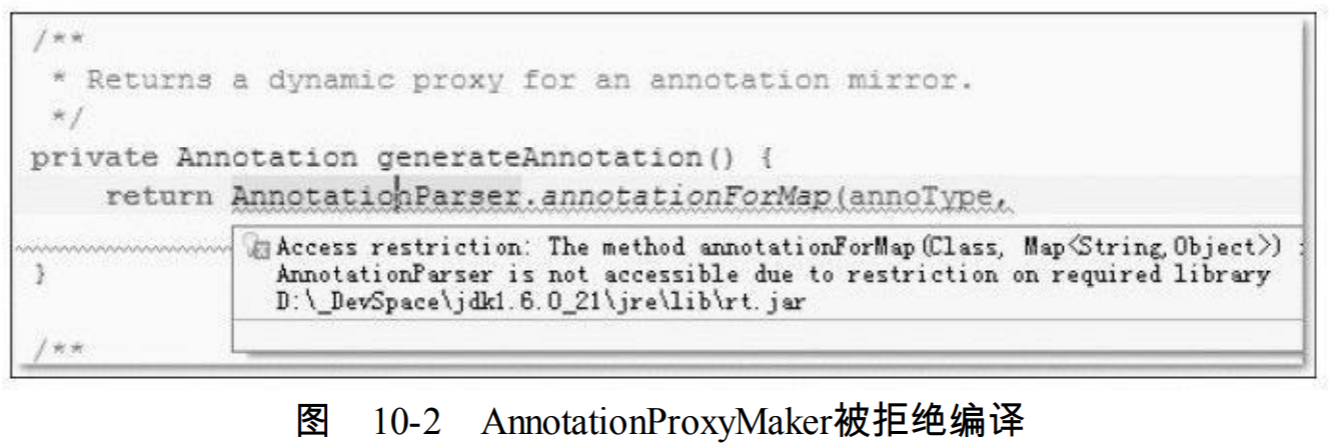 /**
* Returns a dynamic proxy for an annotation mirror.
*/
private Annotation generateAnnotation() {
return AnnotationParser.annotationForMap(annoType,
Access restriction: The method annotationForMap(Class, Map<String,Object>)
AnnotationParser is not accessible due to restriction on required library
}
D:\_DevSpace\jdk1.6.0_21\jre\lib\rt.jar
/**
图 10-2 AnnotationProxyMaker被拒绝编译